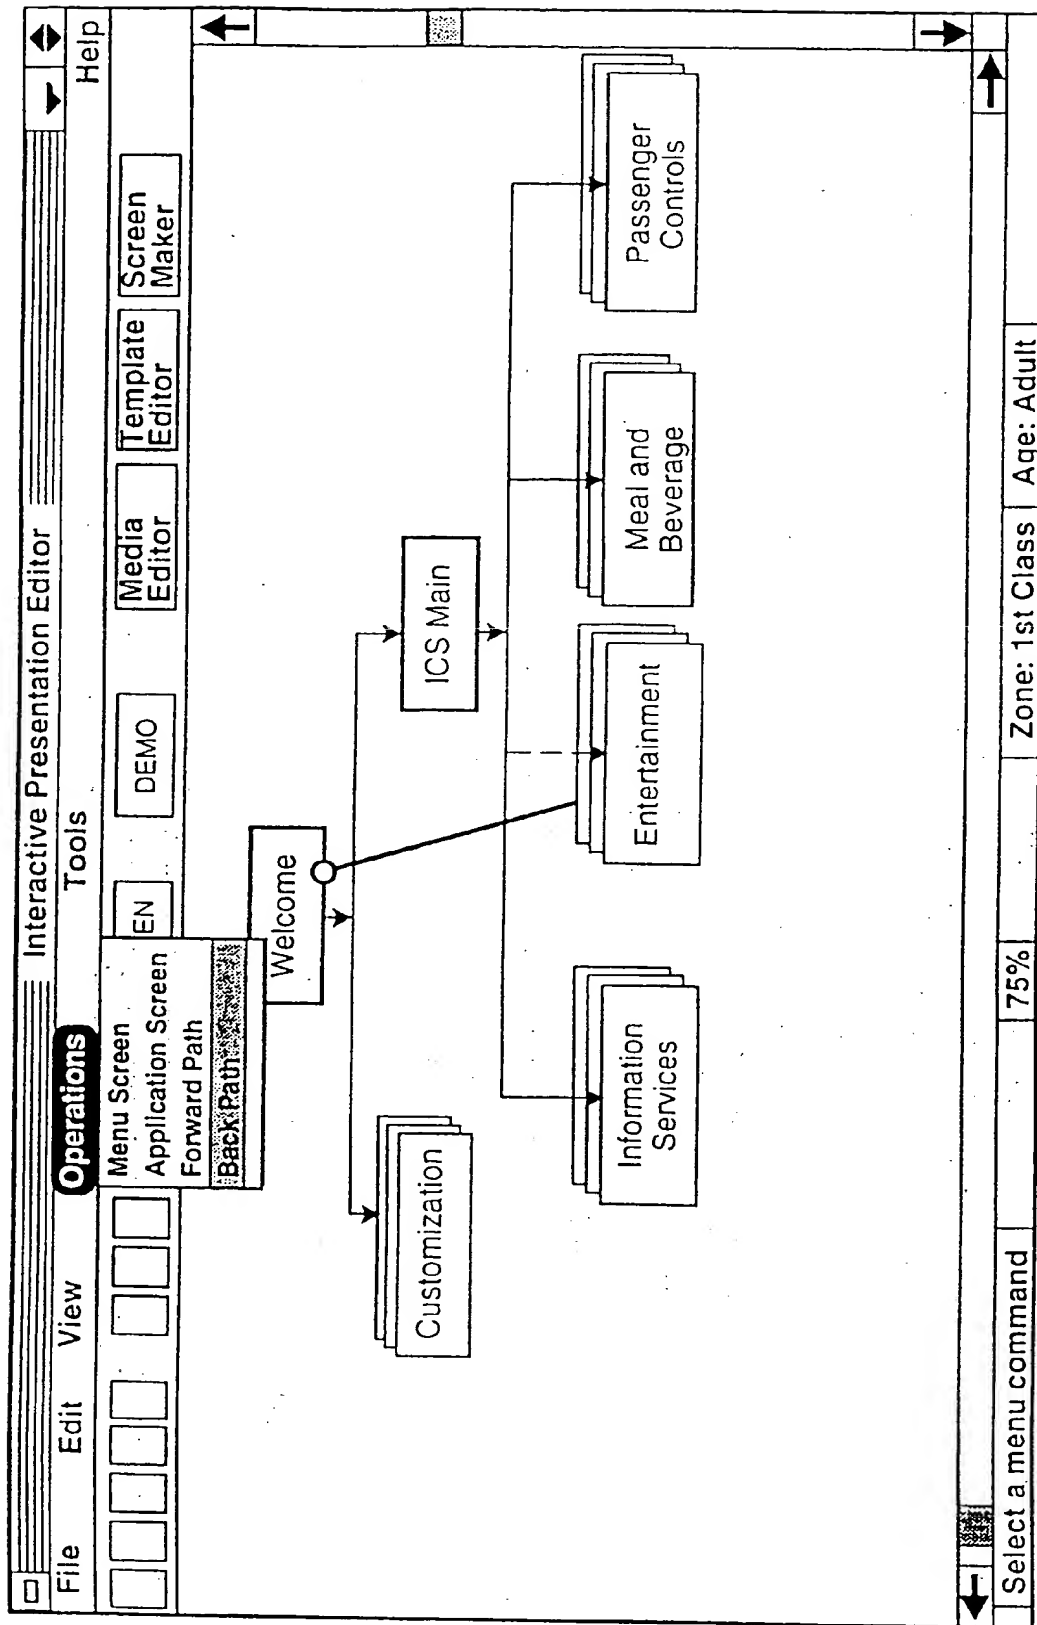 Interactive Presentation Editor
File Edit View Operations Tools Help
Menu Screen
Application Screen
Forward Path
Back Path
EN
DEMO
Media
Editor
Template
Editor
Screen
Maker
Welcome
Customization
ICS Main
Information
Services
Entertainment
Meal and
Beverage
Passenger
Controls
Select a menu command
75%
Zone: 1st Class
Age: Adult